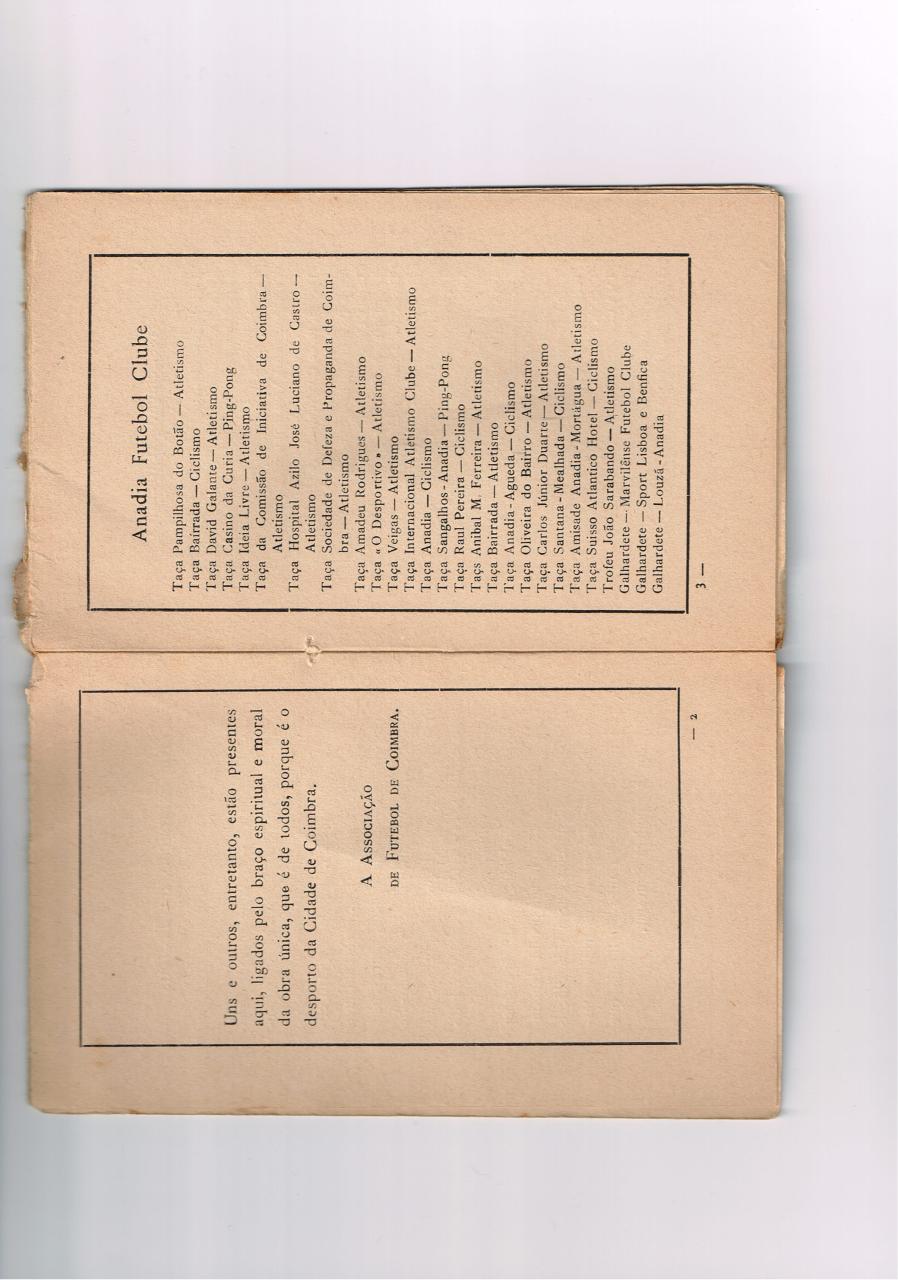 Uns e outros, entretanto, estão presentes
aqui, ligados pelo braço espiritual e moral
da obra única, que é de todos, porque é o
desporto da Cidade de Coimbra.
A ASSOCIAÇÃO
DE FUTEBOL DE COIMBRA.
— 2
Anadia Futebol Clube
Taça Pampilhosa do Botão — Atletismo
Taça Bairrada — Ciclismo
Taça David Galante — Atletismo
Taça Casino da Curia — Ping-Pong
Taça Ideia Livre — Atletismo
Taça da Comissão de Iniciativa de Coimbra —
Atletismo
Taça Hospital Azilo José Luciano de Castro —
Atletismo
Taça Sociedade de Defeza e Propaganda de Coim-
bra — Atletismo
Taça Amadeu Rodrigues — Atletismo
Taça «O Desportivo» — Atletismo
Taça Veigas — Atletismo
Taça Internacional Atletismo Clube — Atletismo
Taça Anadia — Ciclismo
Taça Sangalhos-Anadia — Ping-Pong
Taça Raul Pereira — Ciclismo
Taçs Anibal M. Ferreira — Atletismo
Taça Bairrada — Atletismo
Taça Anadia-Agueda — Ciclismo
Taça Oliveira do Bairrto — Atletismo
Taça Carlos Júnior Duarte — Atletismo
Taça Santana-Mealhada — Ciclismo
Taça Amisade Anadia-Mortágua — Atletismo
Taça Suisso Atlantico Hotel — Ciclismo
Trofeu João Sarabando — Atletismo
Galhardete — Marvilênse Futebol Clube
Galhardete — Sport Lisboa e Benfica
Galhardete — Louzã-Anadia
3 —